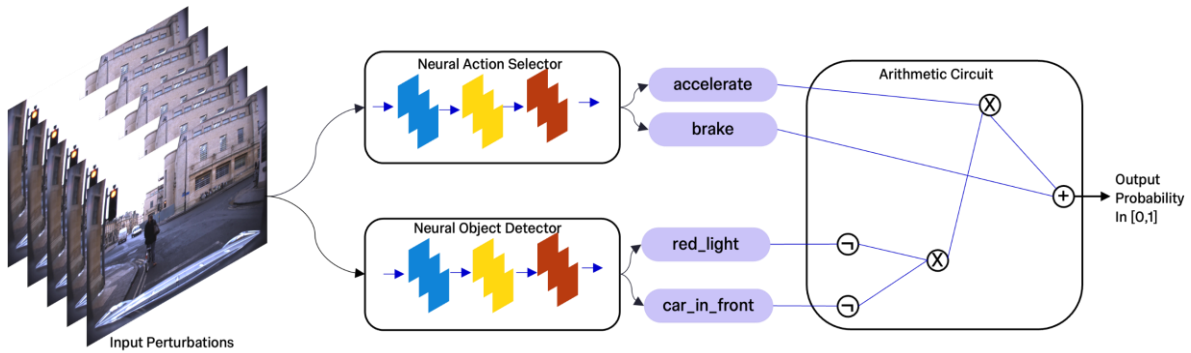 Neural Action Selector
accelerate
brake
Neural Object Detector
red_light
car_in_front
Arithmetic Circuit
X
+
¬
X
¬
Output
Probability
In [0,1]
Input Perturbations